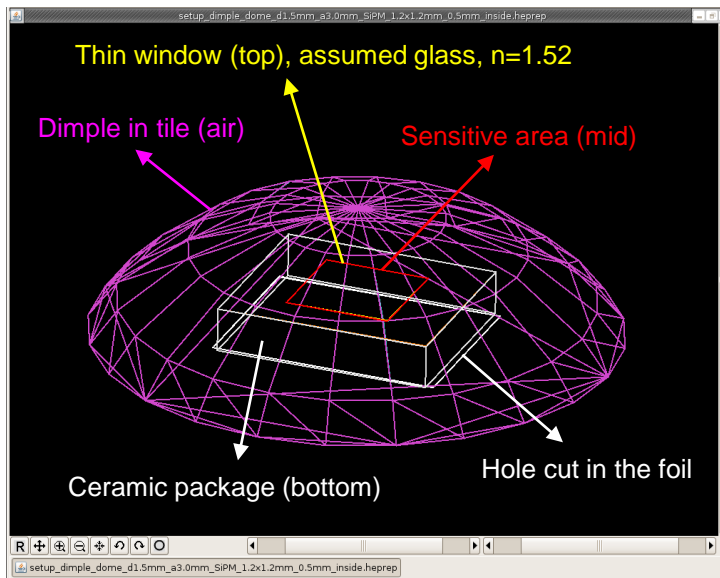 setup_dimple_dome_d1.5mm_a3.0mm_SiPM_1.2x1.2mm_0.5mm_inside.heprep
Thin window (top), assumed glass, n=1.52
Dimple in tile (air)
Sensitive area (mid)
Hole cut in the foil
Ceramic package (bottom)
R
setup_dimple_dome_d1.5mm_a3.0mm_SiPM_1.2x1.2mm_0.5mm_inside.heprep